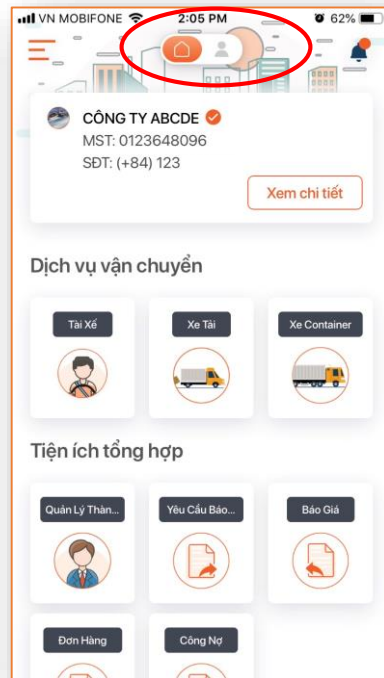 VN MOBIFONE 2:05 PM 62%
CÔNG TY ABCDE
MST: 0123648096
SĐT: (+84) 123
Xem chi tiết
Dịch vụ vận chuyển
Tài Xế Xe Tải Xe Container
Tiện ích tổng hợp
Quản Lý Thàn... Yêu Cầu Báo... Báo Giá
Đơn Hàng Công Nợ